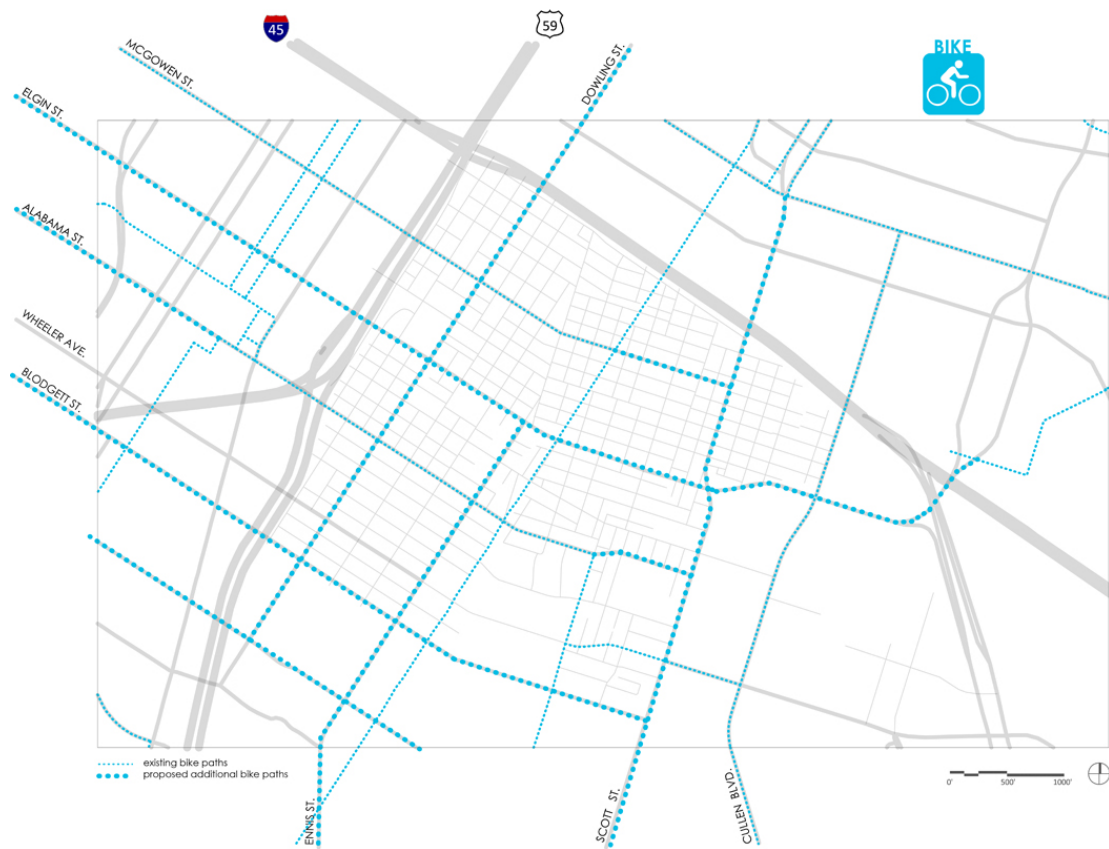 45
59
BIKE
MCGOWEN ST.
DOWLING ST.
ELGIN ST.
ALABAMA ST.
WHEELER AVE.
BLODGETT ST.
existing bike paths
proposed additional bike paths
0'
500'
1000'
ENNIS ST.
SCOTT ST.
CULLEN BLVD.